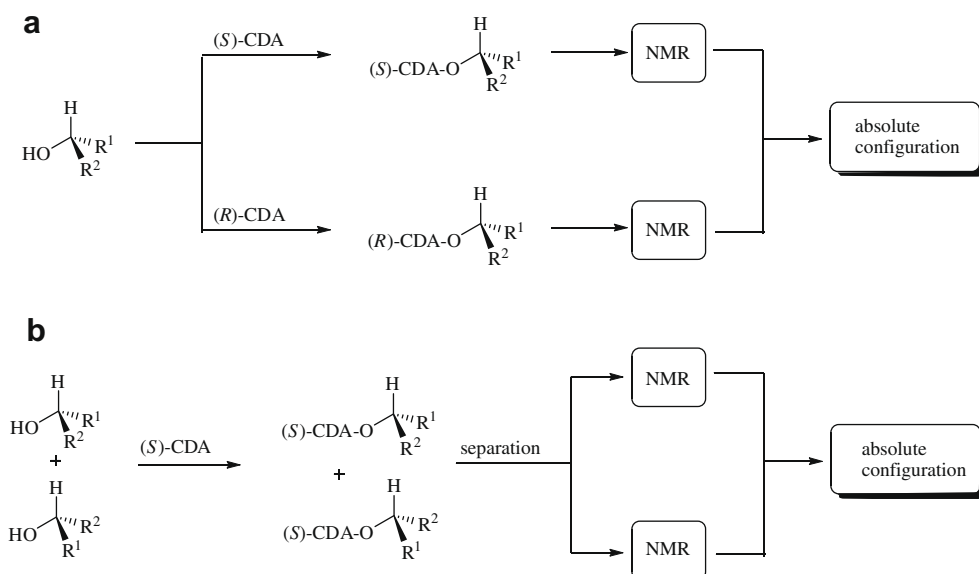 a
(S)-CDA
H
HO
R¹
R²
H
(S)-CDA-O
R¹
R²
NMR
absolute
configuration
(R)-CDA
H
(R)-CDA-O
R¹
R²
NMR
b
H
HO
R¹
R²
+
H
HO
R²
R¹
(S)-CDA
H
(S)-CDA-O
R¹
R²
+
H
(S)-CDA-O
R²
R¹
separation
NMR
NMR
absolute
configuration